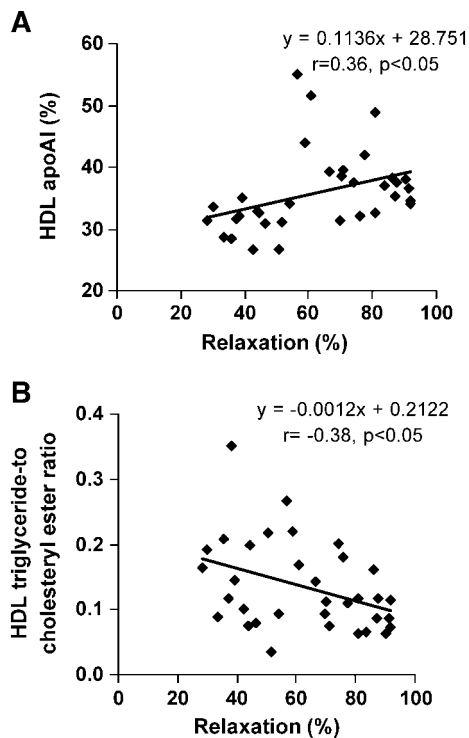 A
y = 0.1136x + 28.751
r=0.36, p<0.05
60
50
40
30
20
HDL apoAI (%)
0
20
40
60
80
100
Relaxation (%)
B
y = -0.0012x + 0.2122
r= -0.38, p<0.05
0.4
0.3
0.2
0.1
0.0
HDL triglyceride-to
cholesteryl ester ratio
0
20
40
60
80
100
Relaxation (%)